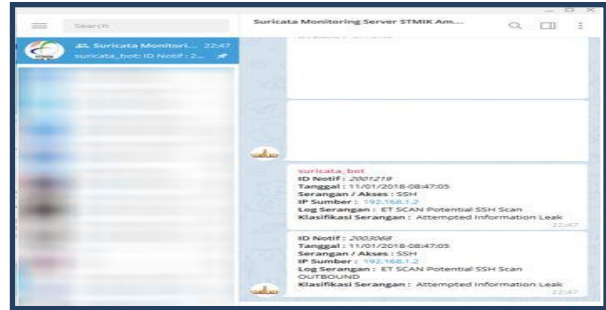 Search
Suricata Monitoring Server STMIK Am...
Suricata Monitori... 22:47
suricata_bot: ID Notif : 2...
suricata_bot
ID Notif : 2001219
Tanggal : 11/01/2018-08:47:05
Serangan / Akses : SSH
IP Sumber : 192.168.1.2
Log Serangan : ET SCAN Potential SSH Scan
Klasifikasi Serangan : Attempted Information Leak
22:47
ID Notif : 2003068
Tanggal : 11/01/2018-08:47:05
Serangan / Akses : SSH
IP Sumber : 192.168.1.2
Log Serangan : ET SCAN Potential SSH Scan
OUTBOUND
Klasifikasi Serangan : Attempted Information Leak
22:47